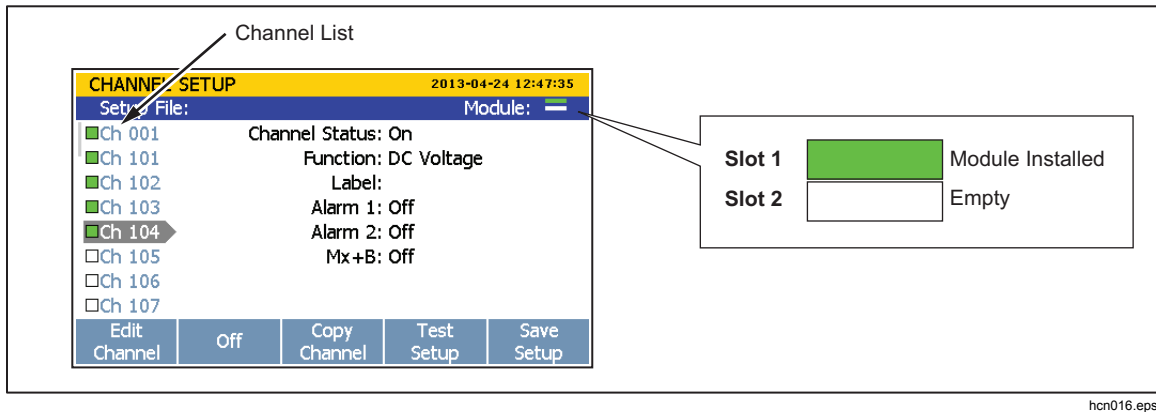 Channel List
CHANNEL SETUP 2013-04-24 12:47:35
Setup File: Module:
Ch 001 Channel Status: On
Ch 101 Function: DC Voltage
Ch 102 Label:
Ch 103 Alarm 1: Off
Ch 104 Alarm 2: Off
Ch 105 Mx+B: Off
Ch 106
Ch 107
Edit Channel Off Copy Channel Test Setup Save Setup
Slot 1 Module Installed
Slot 2 Empty
hcn016.eps